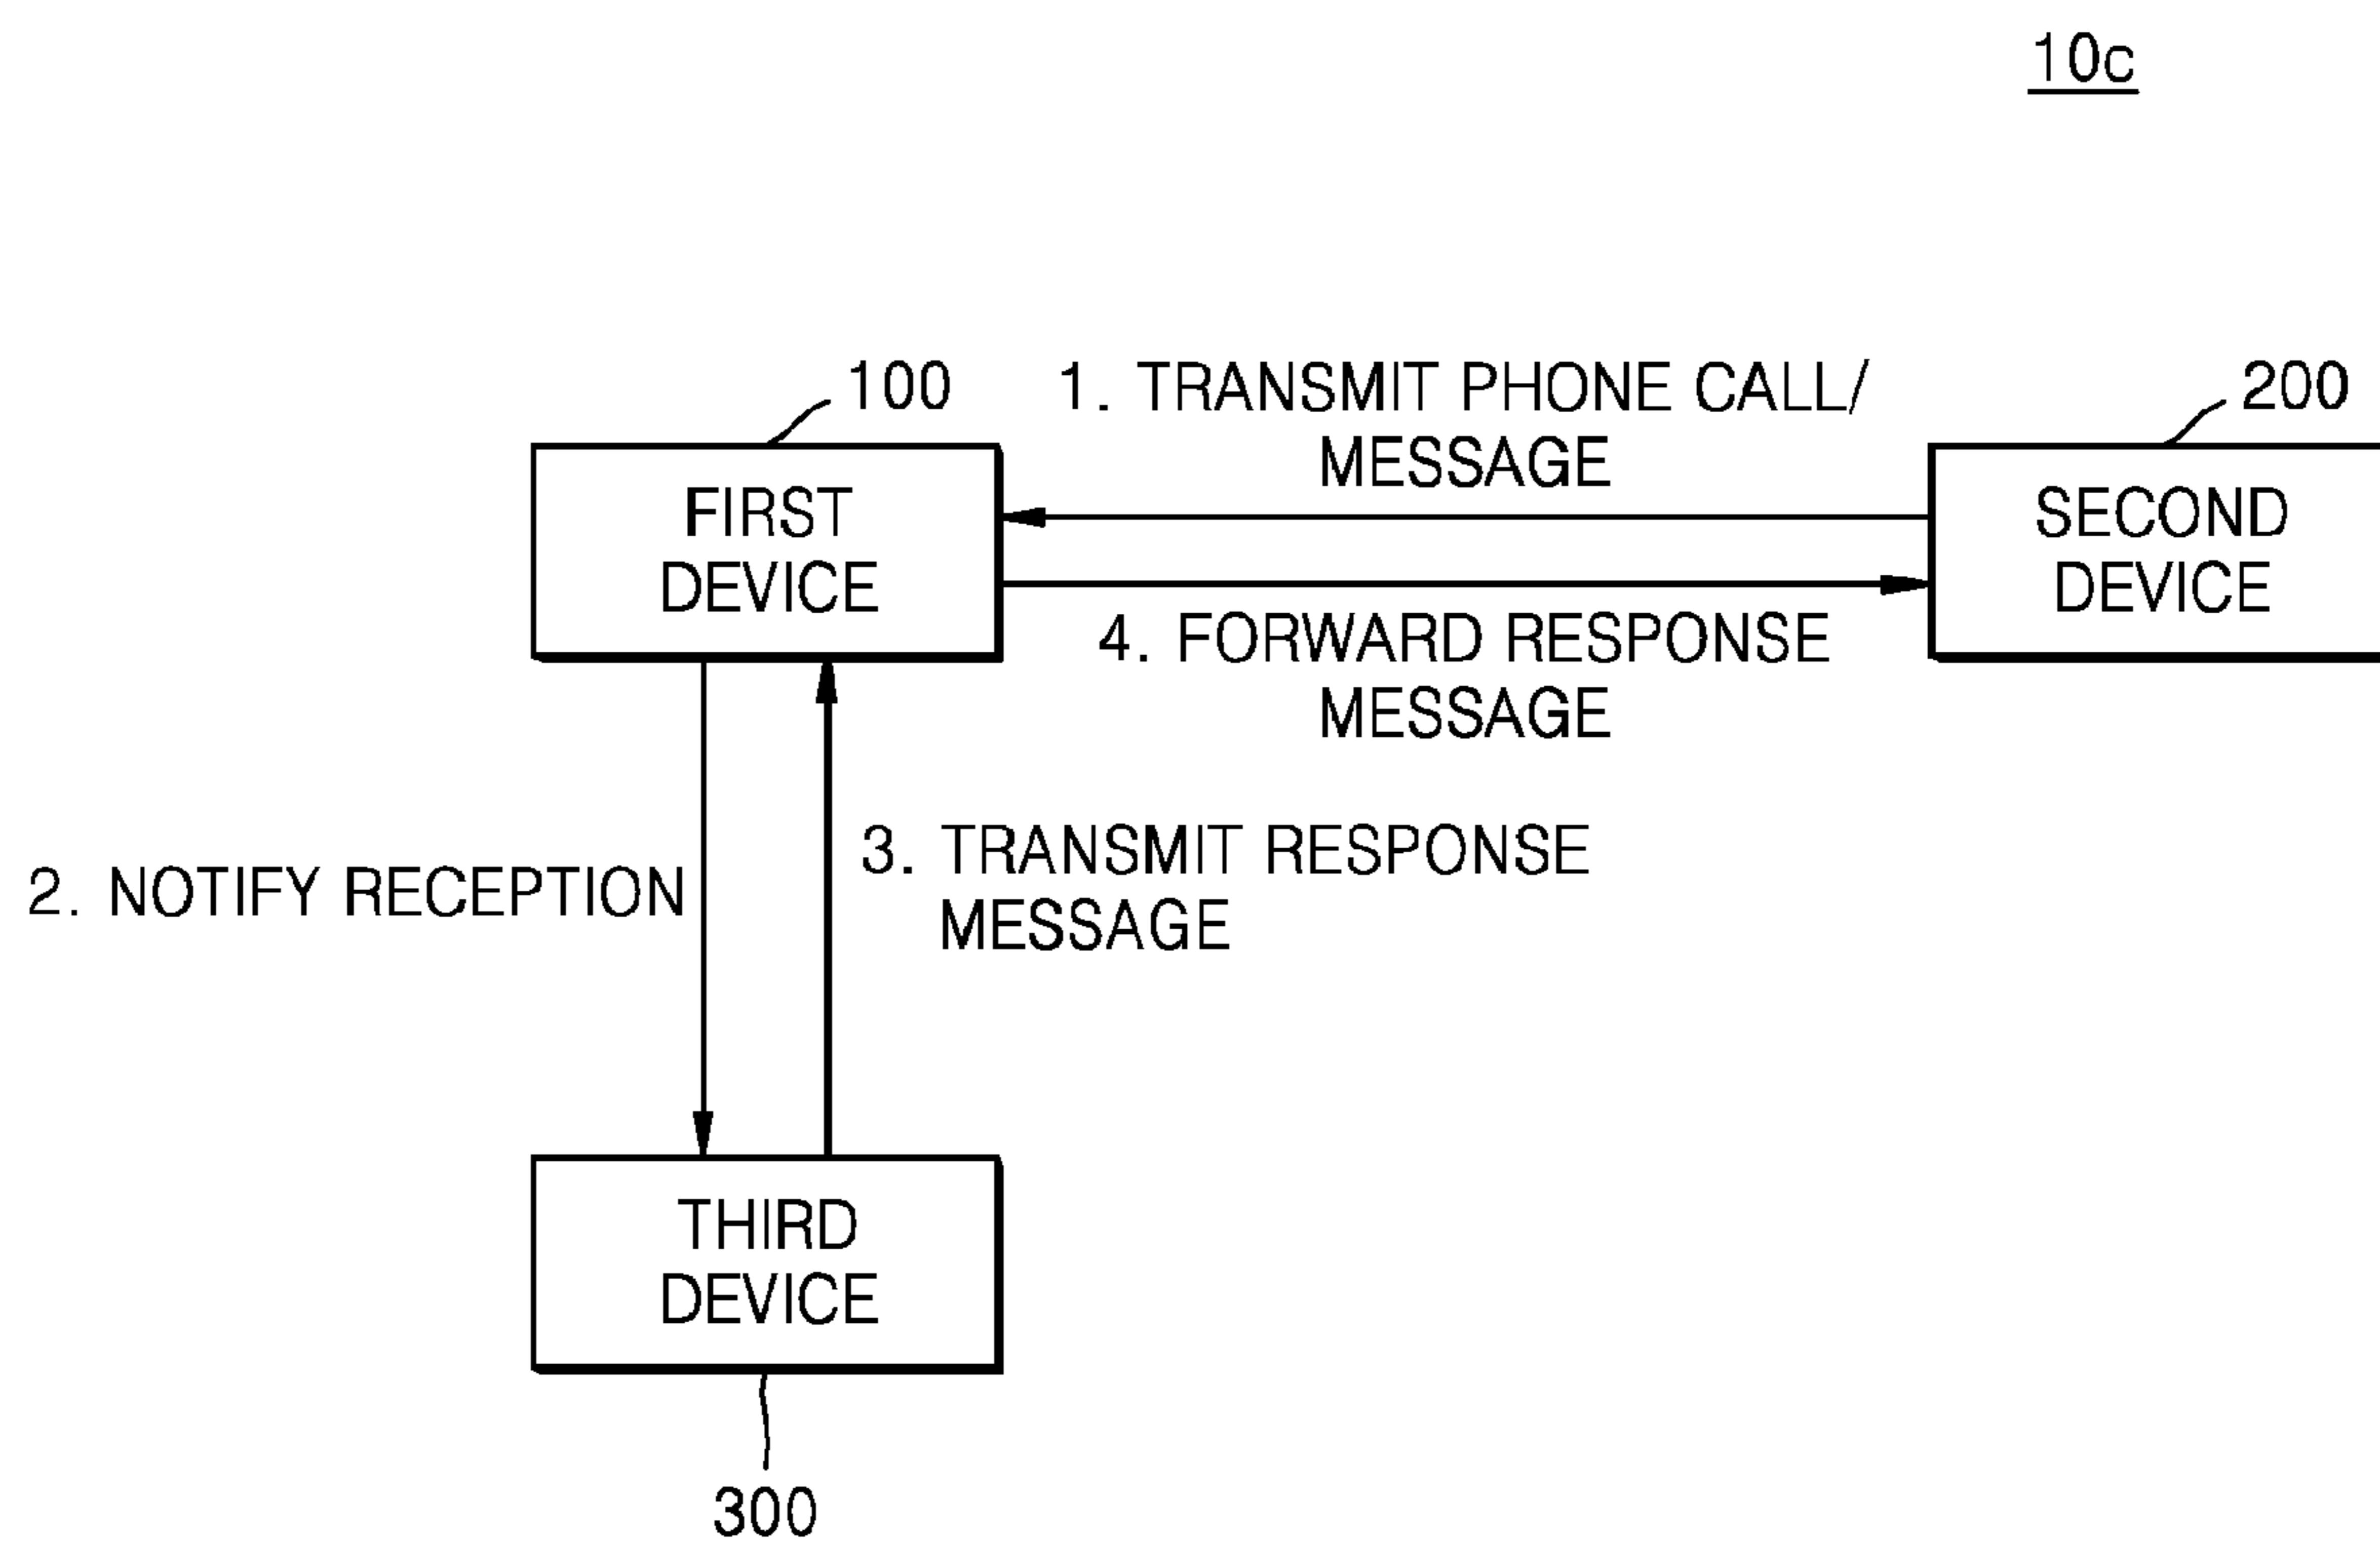 10c
100
1. TRANSMIT PHONE CALL/
MESSAGE
200
FIRST
DEVICE
SECOND
DEVICE
4. FORWARD RESPONSE
MESSAGE
2. NOTIFY RECEPTION
3. TRANSMIT RESPONSE
MESSAGE
THIRD
DEVICE
300